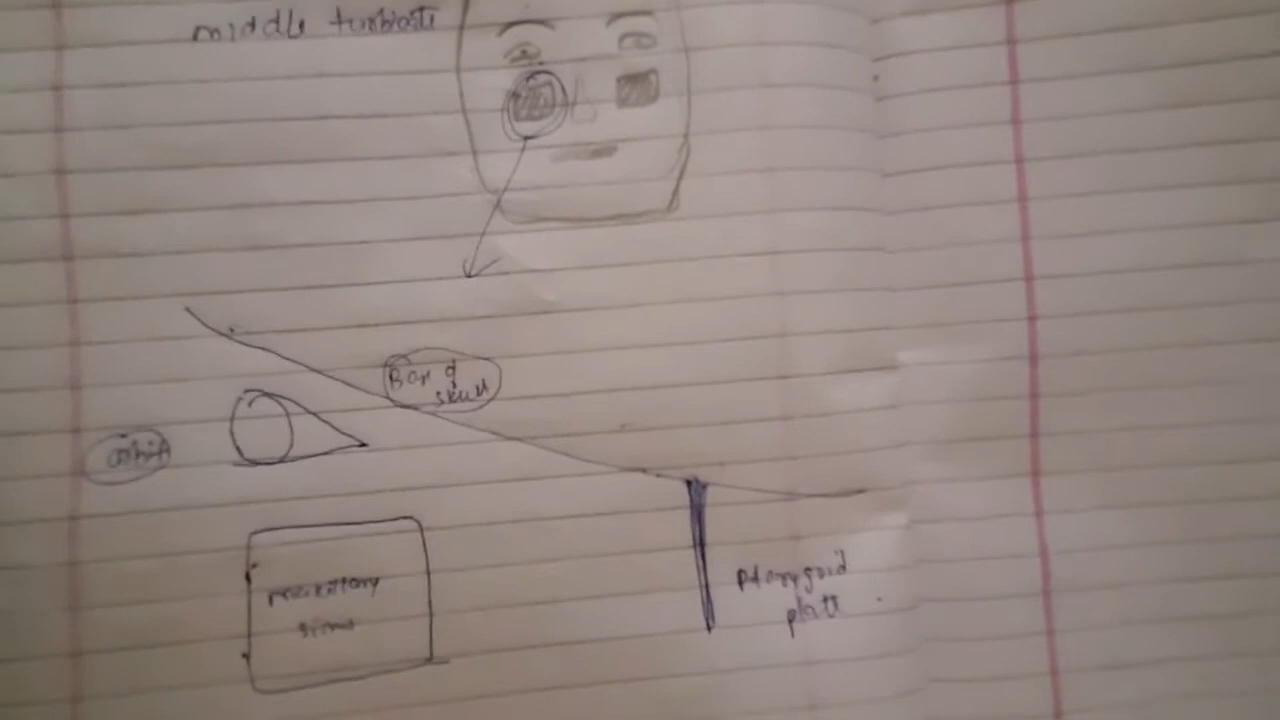 middle turbinate
Base of
skull
orbit
maxillary
sinus
Pterygoid
plate